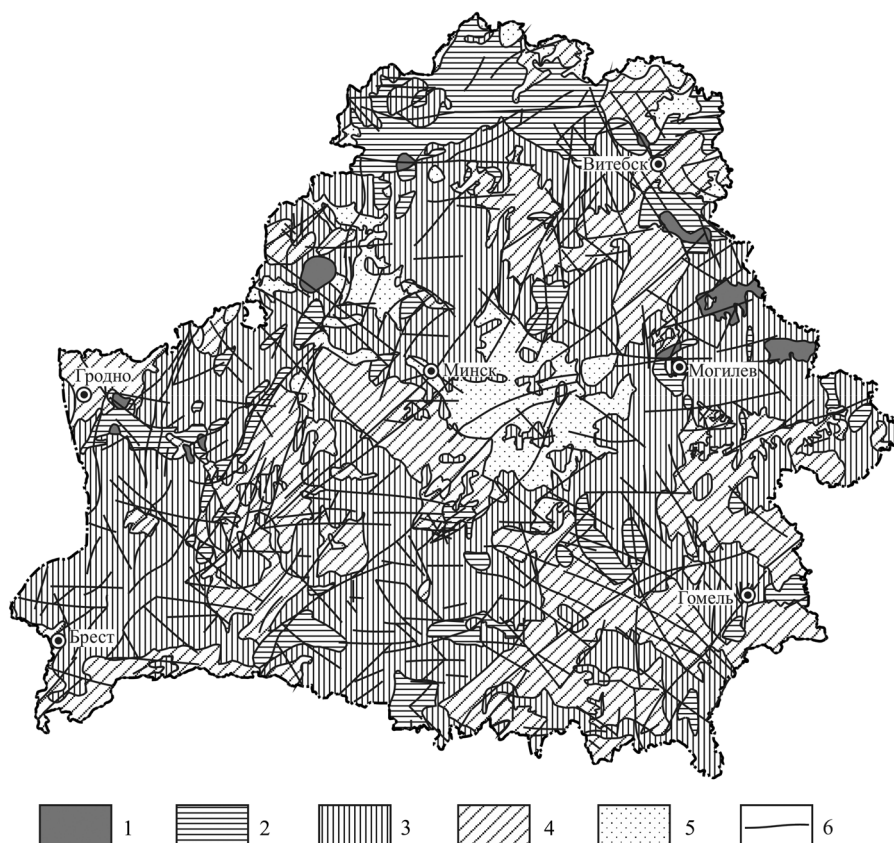 Витебск
Минск
Гродно
Могилев
Гомель
Брест
1 2 3 4 5 6